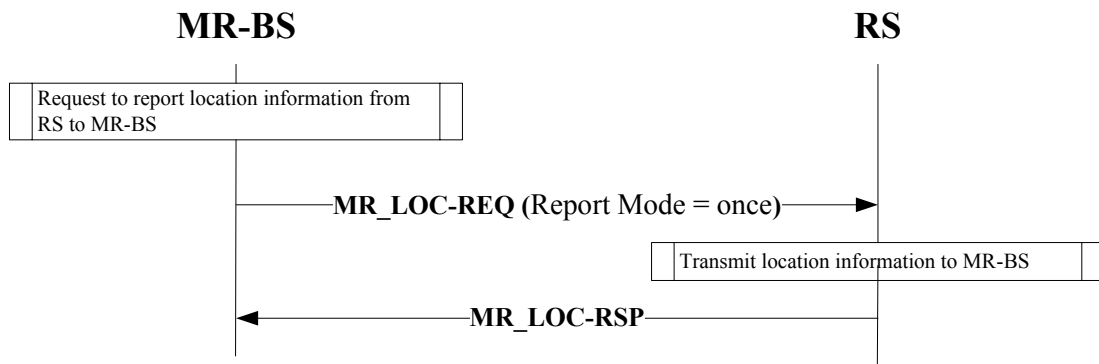 MR-BS
RS
Request to report location information from
RS to MR-BS
MR_LOC-REQ (Report Mode = once)
Transmit location information to MR-BS
MR_LOC-RSP